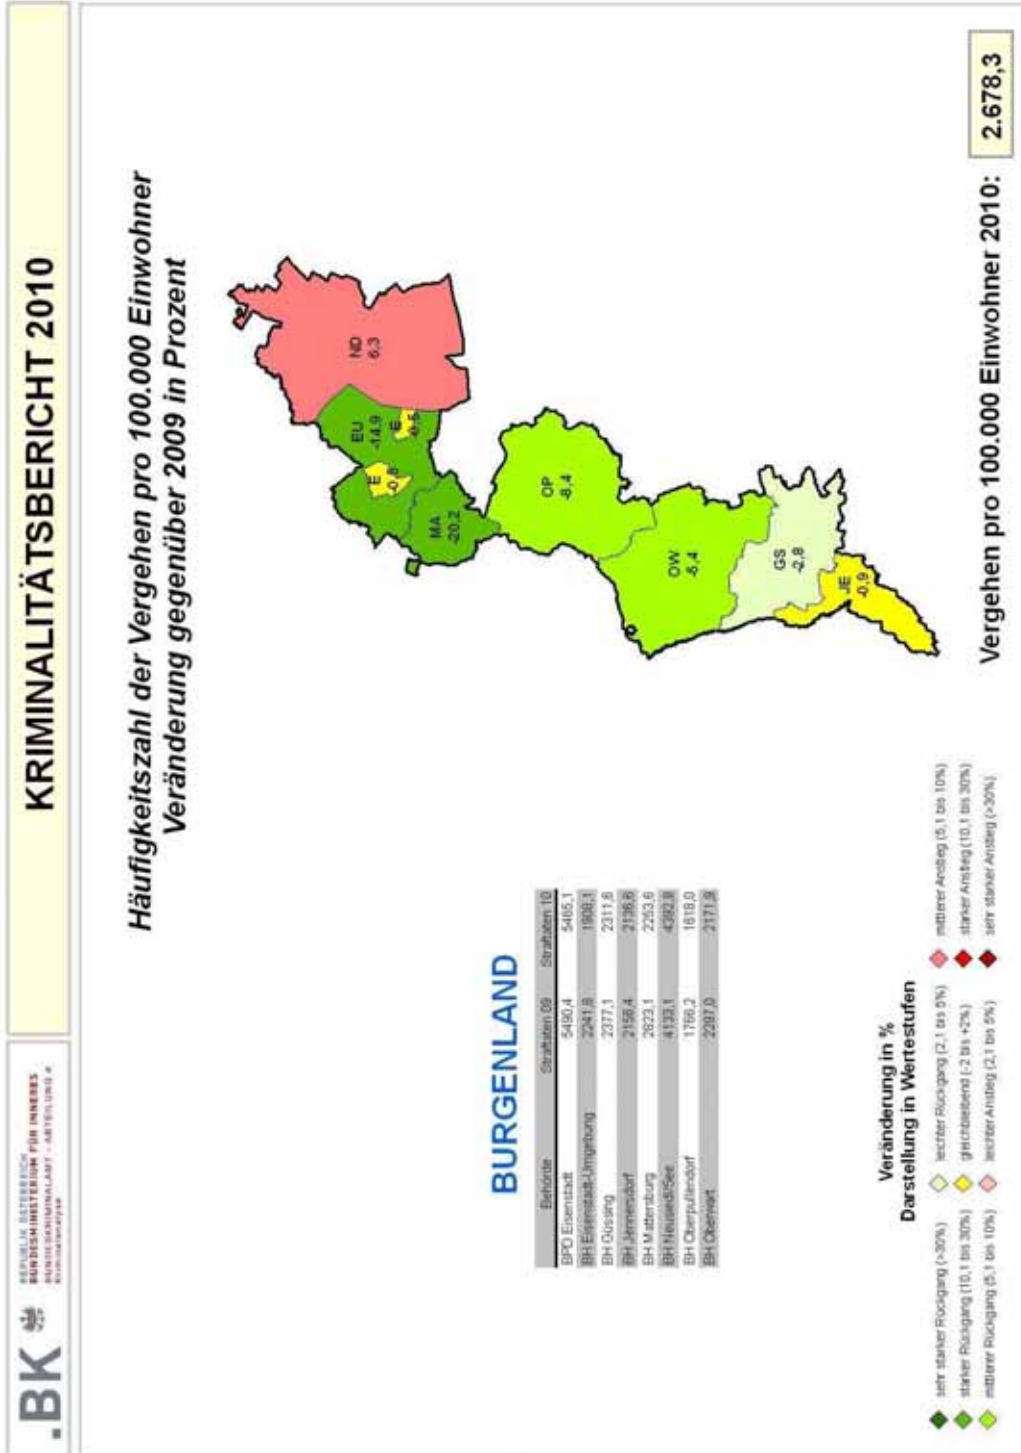 .BK
REPUBLIK ÖSTERREICH
BUNDESMINISTERIUM FÜR INNERES
BUNDESKRIMINALAMT - ABTEILUNG 4
Kriminalanalyse
KRIMINALITÄTSBERICHT 2010
Häufigkeitszahl der Vergehen pro 100.000 Einwohner
Veränderung gegenüber 2009 in Prozent
BURGENLAND
Behörde Straftaten 09 Straftaten 10
BPD Eisenstadt 5490,4 5465,1
BH Eisenstadt-Umgebung 2241,8 1908,1
BH Güssing 2377,1 2311,6
BH Jennersdorf 2156,4 2136,6
BH Mattersburg 2823,1 2253,6
BH Neusiedl/See 4133,1 4392,8
BH Oberpullendorf 1766,2 1618,0
BH Oberwart 2297,0 2171,9
ND
6,3
EU
-14,9
E
E
MA
-20,2
OP
-8,4
OW
-5,4
GS
-2,8
JE
-0,9
Veränderung in %
Darstellung in Wertestufen
sehr starker Rückgang (>30%) leichter Rückgang (2,1 bis 5%) mittlerer Anstieg (5,1 bis 10%)
starker Rückgang (10,1 bis 30%) gleichbleibend (-2 bis +2%) starker Anstieg (10,1 bis 30%)
mittlerer Rückgang (5,1 bis 10%) leichter Anstieg (2,1 bis 5%) sehr starker Anstieg (>30%)
Vergehen pro 100.000 Einwohner 2010: 2.678,3